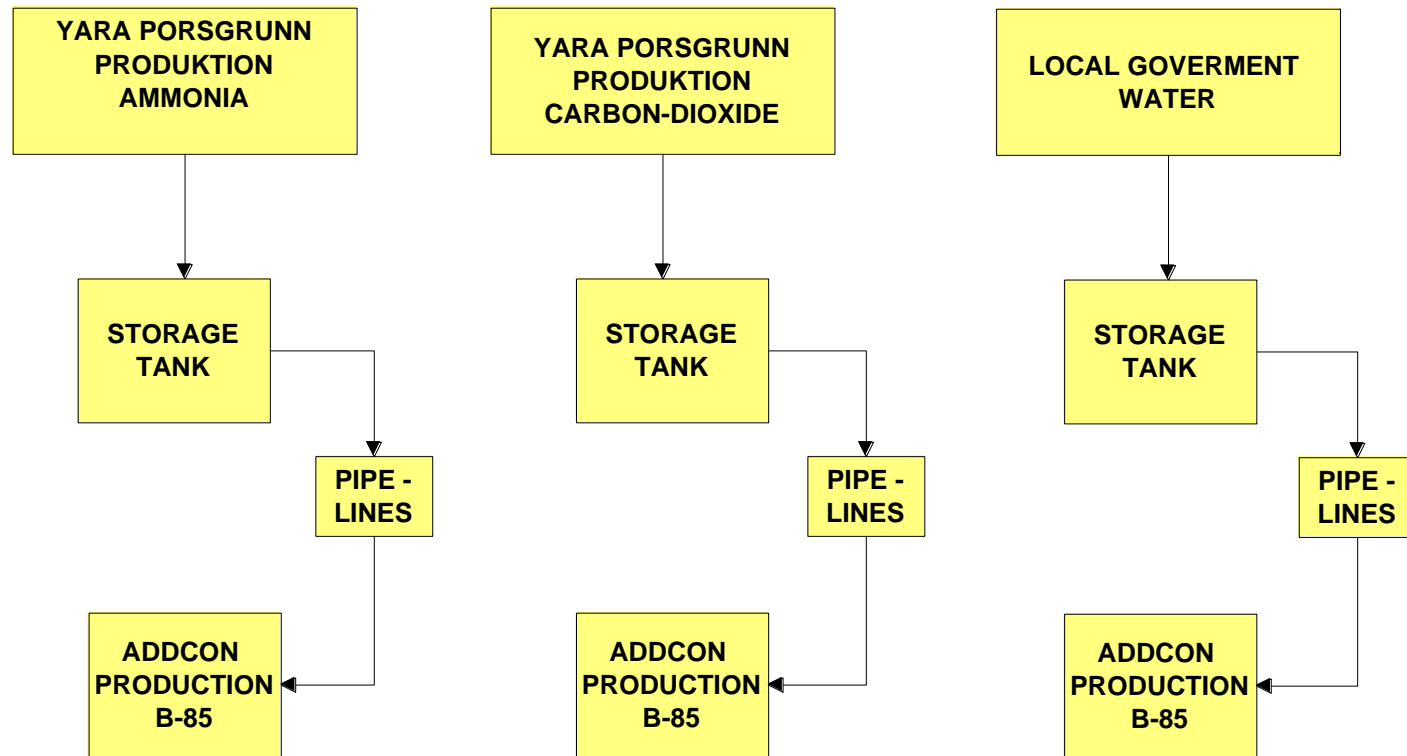 YARA PORSGRUNN
PRODUKTION
AMMONIA
YARA PORSGRUNN
PRODUKTION
CARBON-DIOXIDE
LOCAL GOVERMENT
WATER
STORAGE
TANK
STORAGE
TANK
STORAGE
TANK
PIPE -
LINES
PIPE -
LINES
PIPE -
LINES
ADDCON
PRODUCTION
B-85
ADDCON
PRODUCTION
B-85
ADDCON
PRODUCTION
B-85